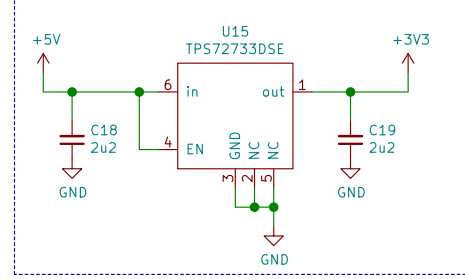 U15
TPS72733DSE
+5V
+3V3
6
in
out
1
C18
2u2
4
EN
GND
NC
NC
C19
2u2
3
2
5
GND
GND
GND